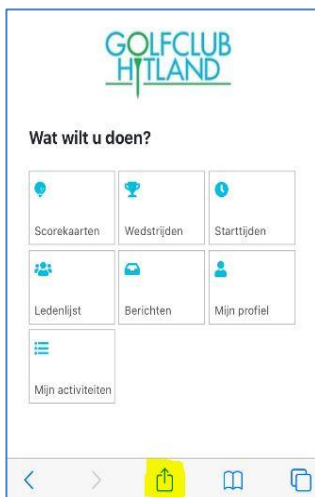 GOLFCLUB
HITLAND
Wat wilt u doen?
Scorekaarten
Wedstrijden
Starttijden
Ledenlijst
Berichten
Mijn profiel
Mijn activiteiten